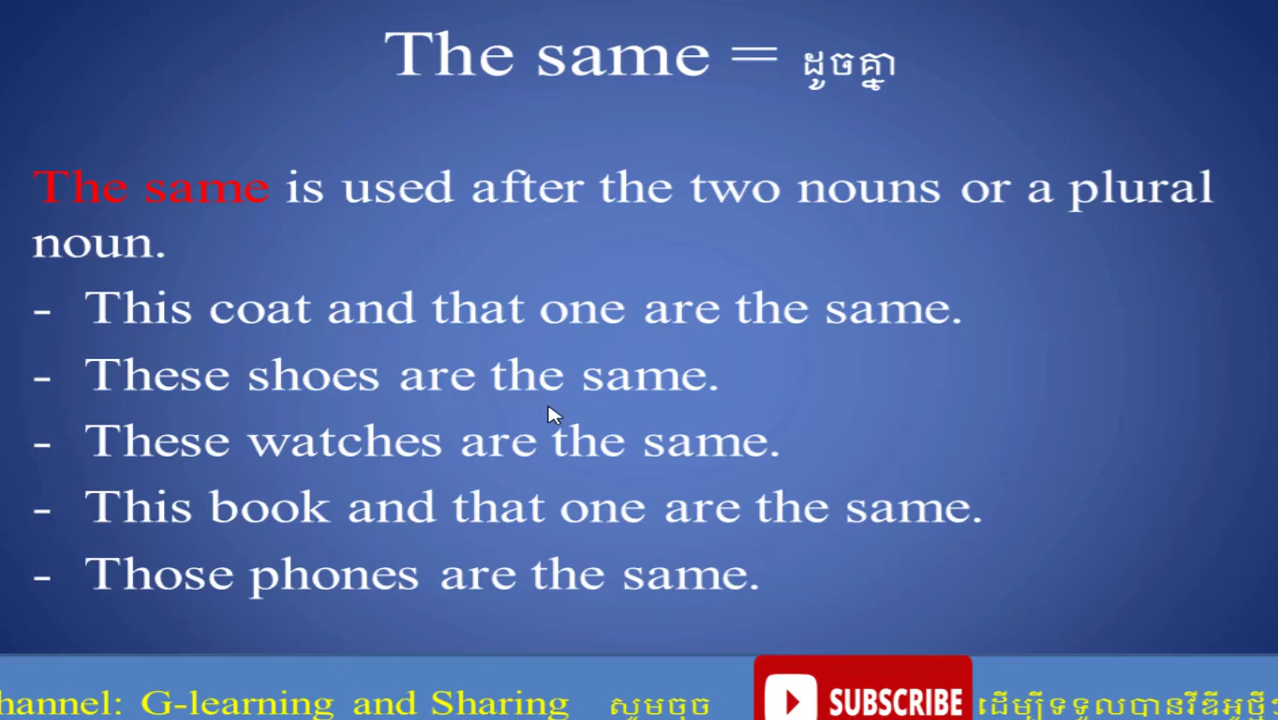 The same = ដូចគ្នា
The same is used after the two nouns or a plural
noun.
- This coat and that one are the same.
- These shoes are the same.
- These watches are the same.
- This book and that one are the same.
- Those phones are the same.
hannel: G-learning and Sharing សូមចុច SUBSCRIBE ដើម្បីទទួលបានវីឌីអូថ្មីៗ